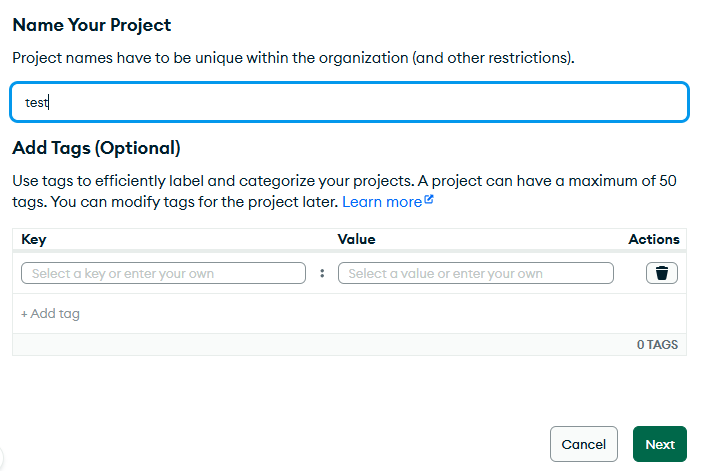 Name Your Project
Project names have to be unique within the organization (and other restrictions).
test
Add Tags (Optional)
Use tags to efficiently label and categorize your projects. A project can have a maximum of 50
tags. You can modify tags for the project later. Learn more
Key Value Actions
Select a key or enter your own : Select a value or enter your own
+ Add tag
0 TAGS
Cancel Next